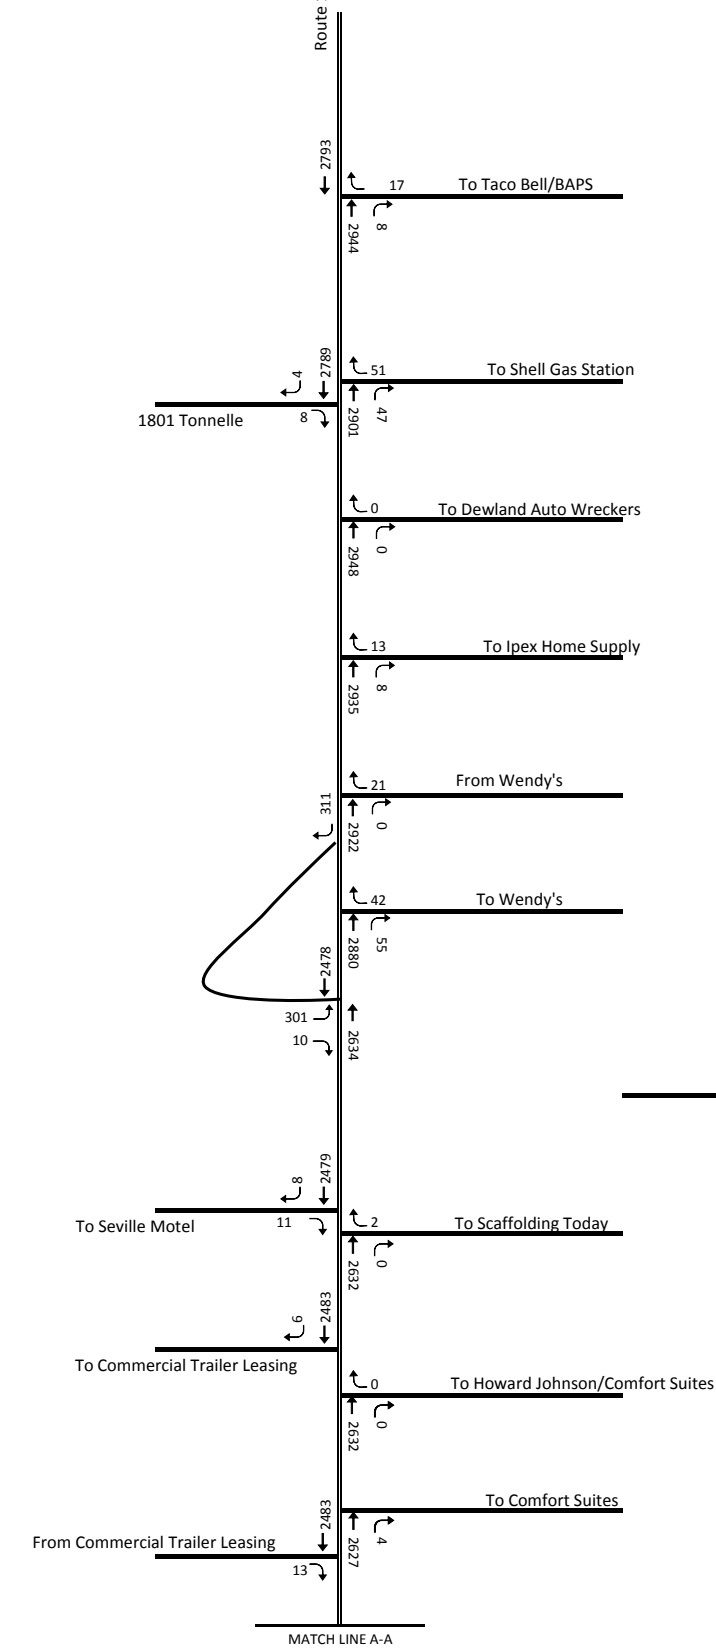 Route
2793
17
To Taco Bell/BAPS
2944
8
4
2789
51
To Shell Gas Station
1801 Tonnelle
8
2901
47
0
To Dewland Auto Wreckers
2948
0
13
To Ipex Home Supply
2935
8
311
21
From Wendy's
2922
0
42
To Wendy's
2478
2880
55
301
10
2634
8
2479
To Seville Motel
11
2
To Scaffolding Today
2632
0
6
2483
To Commercial Trailer Leasing
0
To Howard Johnson/Comfort Suites
2632
0
2483
To Comfort Suites
2627
4
From Commercial Trailer Leasing
13
MATCH LINE A-A